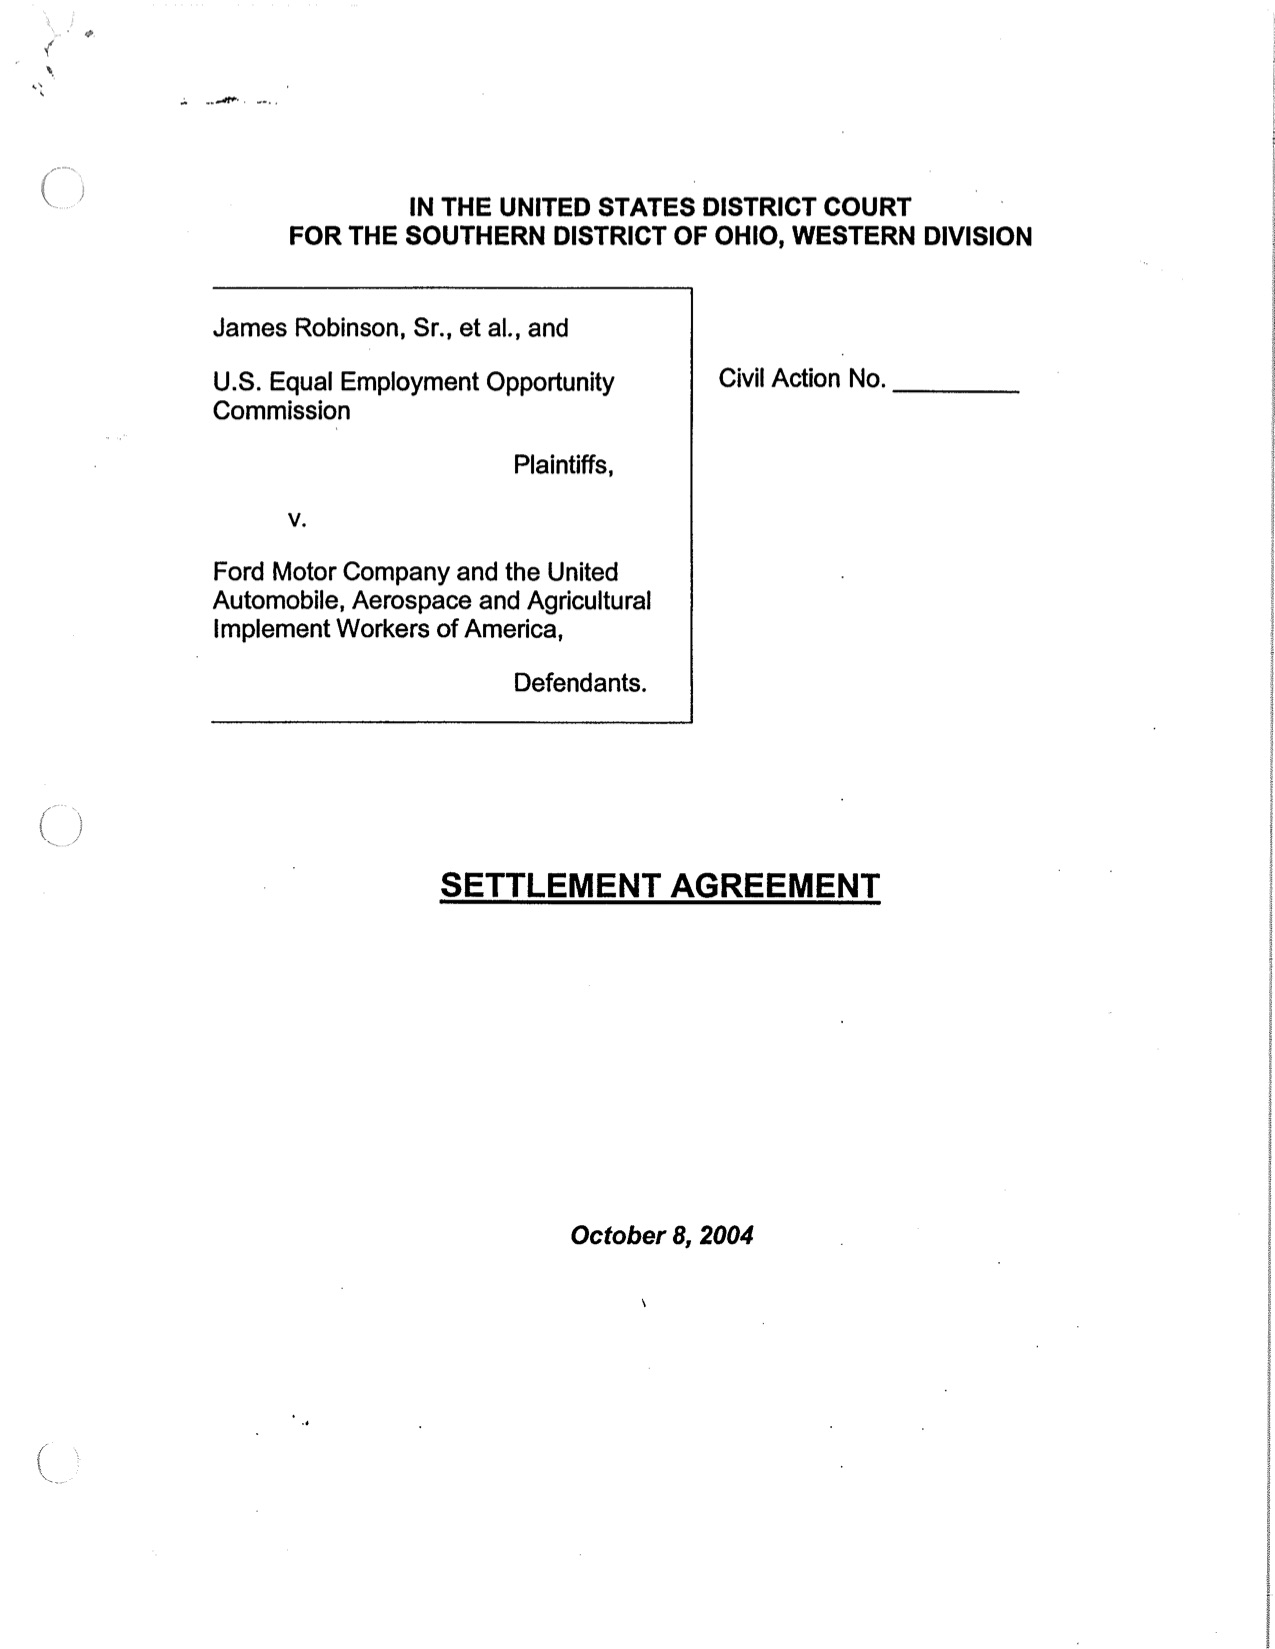 IN THE UNITED STATES DISTRICT COURT
FOR THE SOUTHERN DISTRICT OF OHIO, WESTERN DIVISION
James Robinson, Sr., et al., and
U.S. Equal Employment Opportunity
Commission
Plaintiffs,
v.
Ford Motor Company and the United
Automobile, Aerospace and Agricultural
Implement Workers of America,
Defendants.
Civil Action No. __________
SETTLEMENT AGREEMENT
October 8, 2004